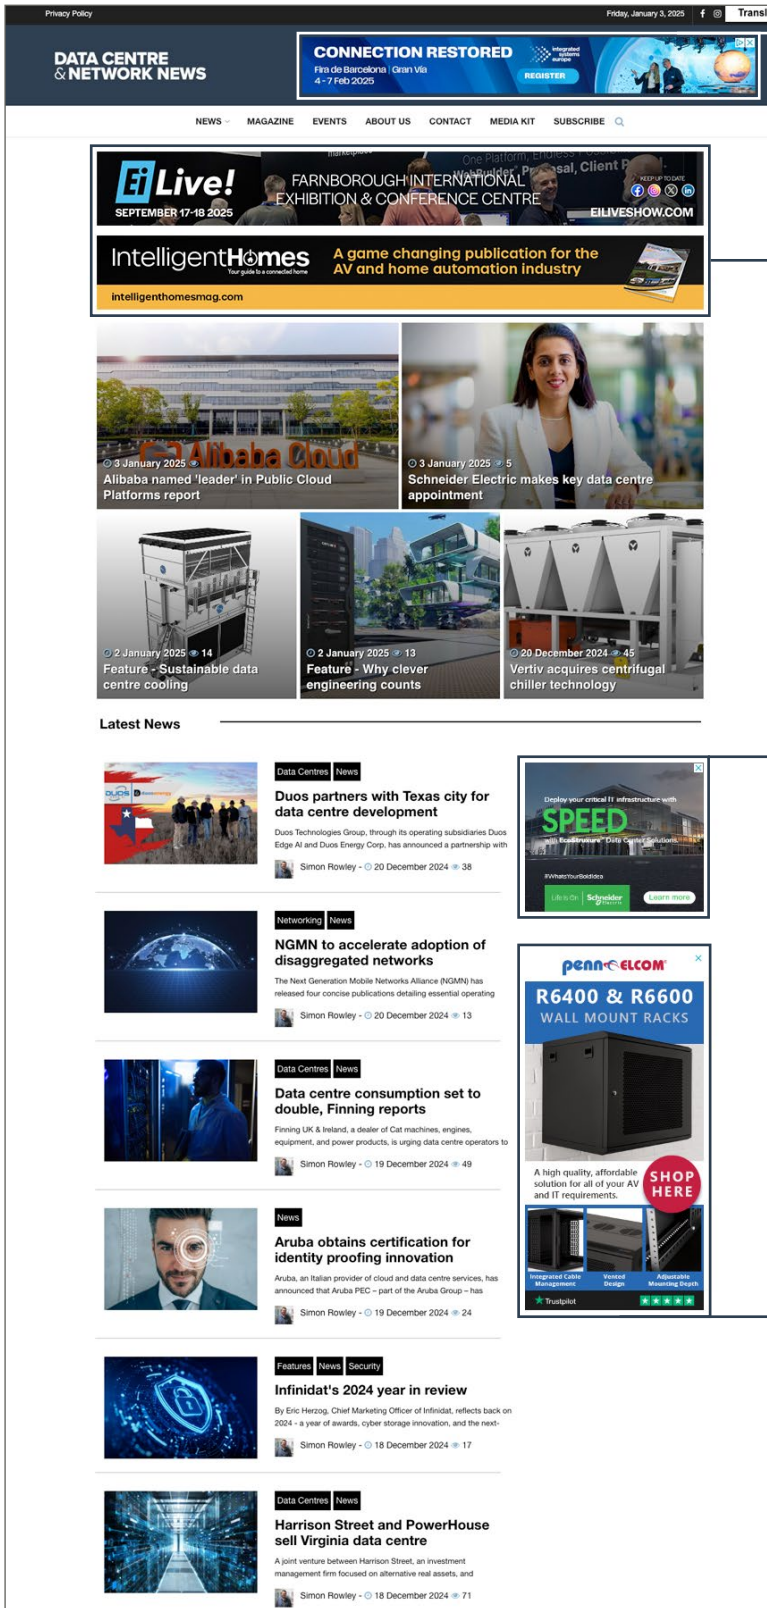 Privacy Policy
Friday, January 3, 2025
Transl
DATA CENTRE
& NETWORK NEWS
CONNECTION RESTORED
Fira de Barcelona | Gran Vía
4 - 7 Feb 2025
integrated
systems
europe
REGISTER
NEWS
MAGAZINE
EVENTS
ABOUT US
CONTACT
MEDIA KIT
SUBSCRIBE
Ei Live!
SEPTEMBER 17-18 2025
FARNBOROUGH INTERNATIONAL
EXHIBITION & CONFERENCE CENTRE
KEEP UP TO DATE
EILIVESHOW.COM
IntelligentHomes
Your guide to a connected home
A game changing publication for the
AV and home automation industry
intelligenthomesmag.com
Alibaba Cloud
3 January 2025
Alibaba named 'leader' in Public Cloud
Platforms report
3 January 2025 5
Schneider Electric makes key data centre
appointment
2 January 2025 14
Feature - Sustainable data
centre cooling
2 January 2025 13
Feature - Why clever
engineering counts
20 December 2024 45
Vertiv acquires centrifugal
chiller technology
Latest News
DUOS
Data Centres News
Duos partners with Texas city for
data centre development
Duos Technologies Group, through its operating subsidiaries Duos
Edge AI and Duos Energy Corp, has announced a partnership with
Simon Rowley - 20 December 2024 38
Deploy your critical IT infrastructure with
SPEED
with EcoStruxure™ Data Center Solutions.
#WhatsYourBoldIdea
Life Is On | Schneider Electric
Learn more
Networking News
NGMN to accelerate adoption of
disaggregated networks
The Next Generation Mobile Networks Alliance (NGMN) has
released four concise publications detailing essential operating
Simon Rowley - 20 December 2024 13
penn ELCOM
R6400 & R6600
WALL MOUNT RACKS
A high quality, affordable
solution for all of your AV
and IT requirements.
SHOP
HERE
Integrated Cable
Management
Vented
Design
Adjustable
Mounting Depth
Trustpilot
Data Centres News
Data centre consumption set to
double, Finning reports
Finning UK & Ireland, a dealer of Cat machines, engines,
equipment, and power products, is urging data centre operators to
Simon Rowley - 19 December 2024 49
News
Aruba obtains certification for
identity proofing innovation
Aruba, an Italian provider of cloud and data centre services, has
announced that Aruba PEC – part of the Aruba Group – has
Simon Rowley - 19 December 2024 24
Features News Security
Infinidat's 2024 year in review
By Eric Herzog, Chief Marketing Officer of Infinidat, reflects back on
2024 - a year of awards, cyber storage innovation, and the next-
Simon Rowley - 18 December 2024 17
Data Centres News
Harrison Street and PowerHouse
sell Virginia data centre
A joint venture between Harrison Street, an investment
management firm focused on alternative real assets, and
Simon Rowley - 18 December 2024 71